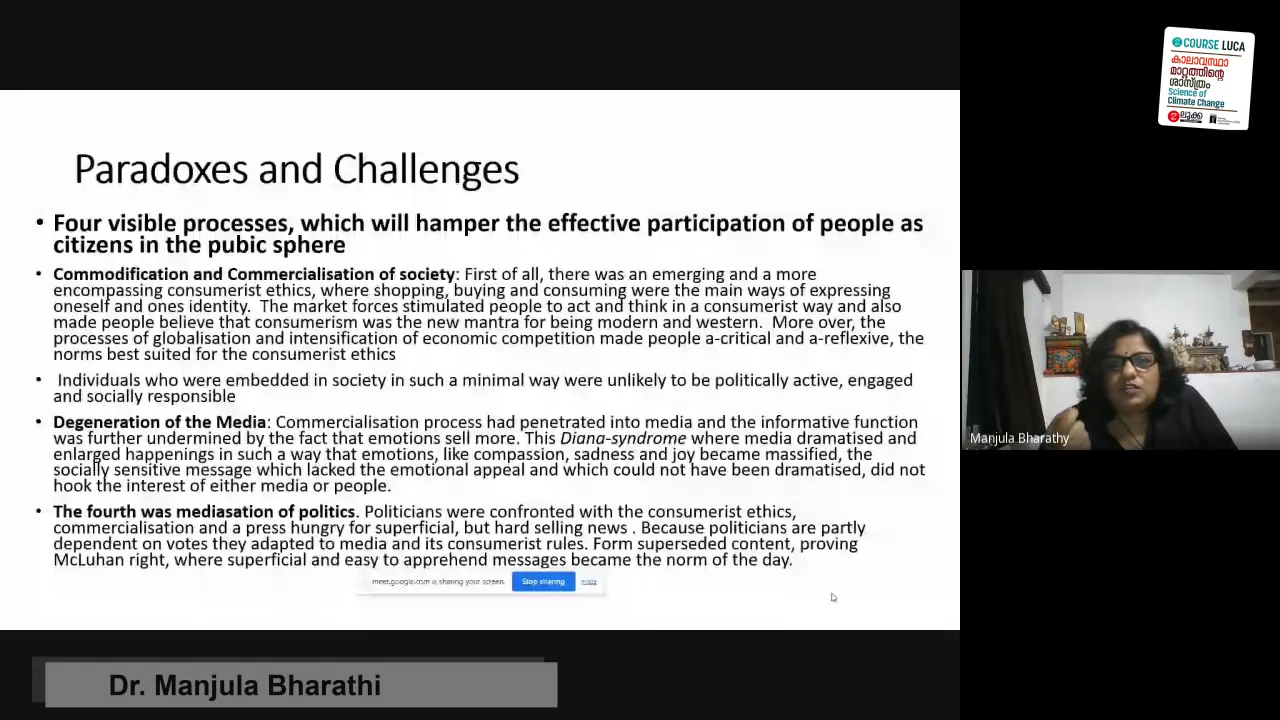 Paradoxes and Challenges
• Four visible processes, which will hamper the effective participation of people as
citizens in the pubic sphere
• Commodification and Commercialisation of society: First of all, there was an emerging and a more
encompassing consumerist ethics, where shopping, buying and consuming were the main ways of expressing
oneself and ones identity. The market forces stimulated people to act and think in a consumerist way and also
made people believe that consumerism was the new mantra for being modern and western. More over, the
processes of globalisation and intensification of economic competition made people a-critical and a-reflexive, the
norms best suited for the consumerist ethics
• Individuals who were embedded in society in such a minimal way were unlikely to be politically active, engaged
and socially responsible
• Degeneration of the Media: Commercialisation process had penetrated into media and the informative function
was further undermined by the fact that emotions sell more. This Diana-syndrome where media dramatised and
enlarged happenings in such a way that emotions, like compassion, sadness and joy became massified, the
socially sensitive message which lacked the emotional appeal and which could not have been dramatised, did not
hook the interest of either media or people.
• The fourth was mediasation of politics. Politicians were confronted with the consumerist ethics,
commercialisation and a press hungry for superficial, but hard selling news . Because politicians are partly
dependent on votes they adapted to media and its consumerist rules. Form superseded content, proving
McLuhan right, where superficial and easy to apprehend messages became the norm of the day.
meet.google.com is sharing your screen. Stop sharing Hide
Dr. Manjula Bharathi
COURSE LUCA
കാലാവസ്ഥാ
മാറ്റത്തിന്റെ
ശാസ്ത്രം
Science of
Climate Change
ലൂക്ക
Manjula Bharathy